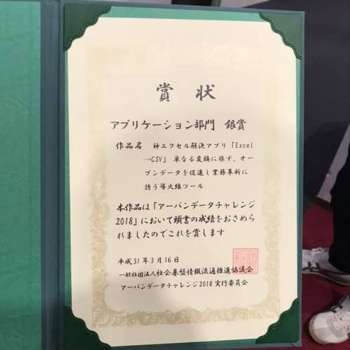 賞状
アプリケーション部門 銀賞
作品名 神エクセル解決アプリ「Excel
→CSV」 単なる変換に非ず、オー
プンデータを促進し業務革新に
誘う導火線ツール
本作品は「アーバンデータチャレンジ
2018」において頭書の成績をおさめら
れましたのでこれを賞します
平成31年3月16日
一般社団法人社会基盤情報流通推進協議会
アーバンデータチャレンジ2018 実行委員会